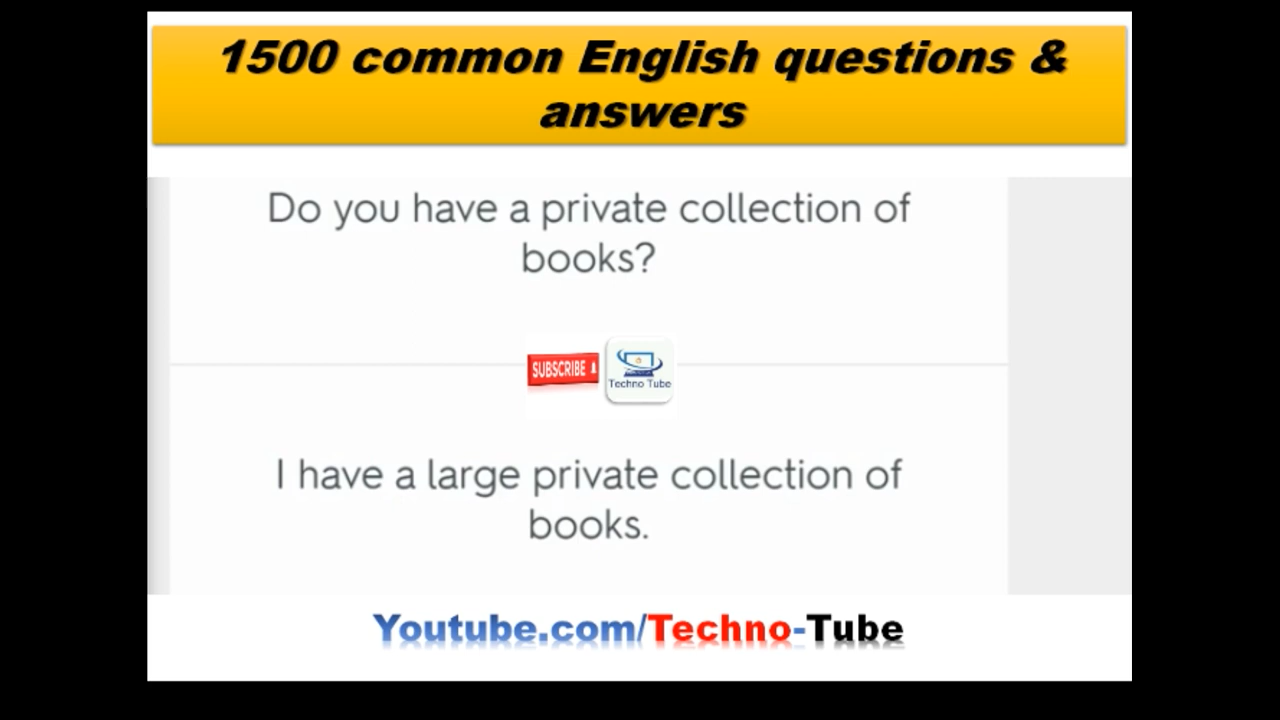 1500 common English questions &
answers
Do you have a private collection of
books?
SUBSCRIBE
Techno Tube
I have a large private collection of
books.
Youtube.com/Techno-Tube